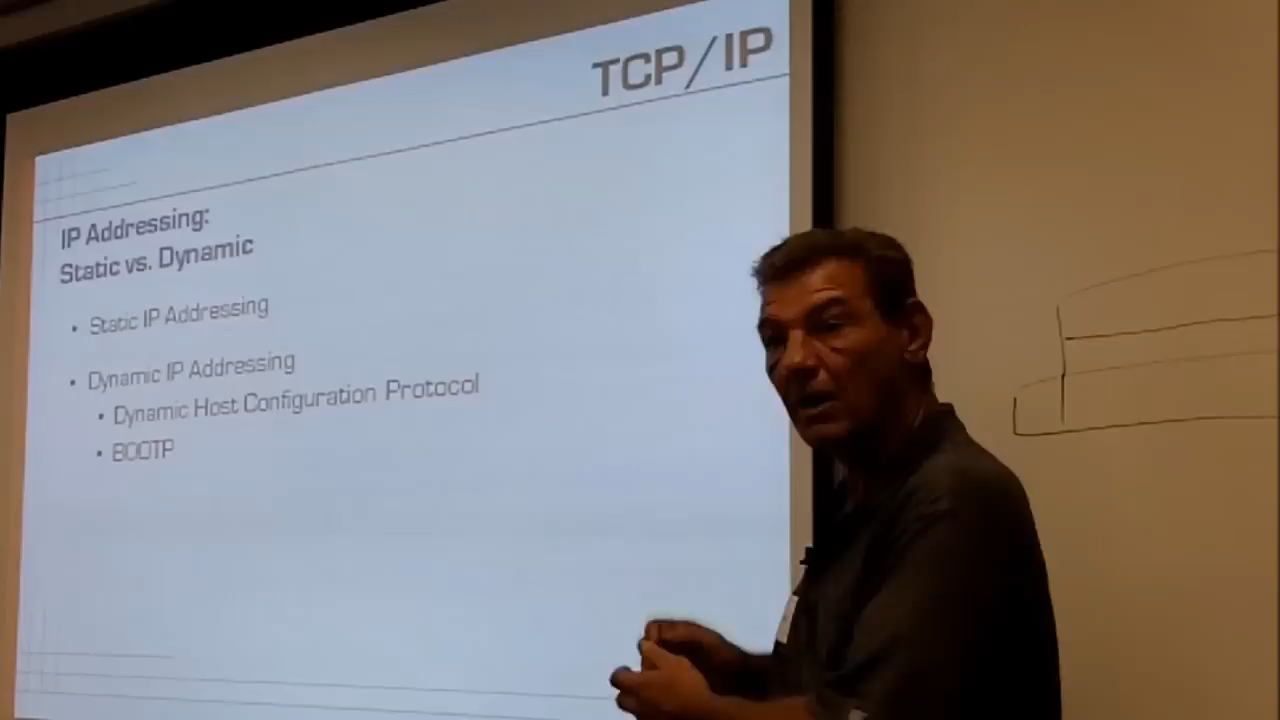 TCP/IP
IP Addressing:
Static vs. Dynamic
• Static IP Addressing
• Dynamic IP Addressing
• Dynamic Host Configuration Protocol
• BOOTP